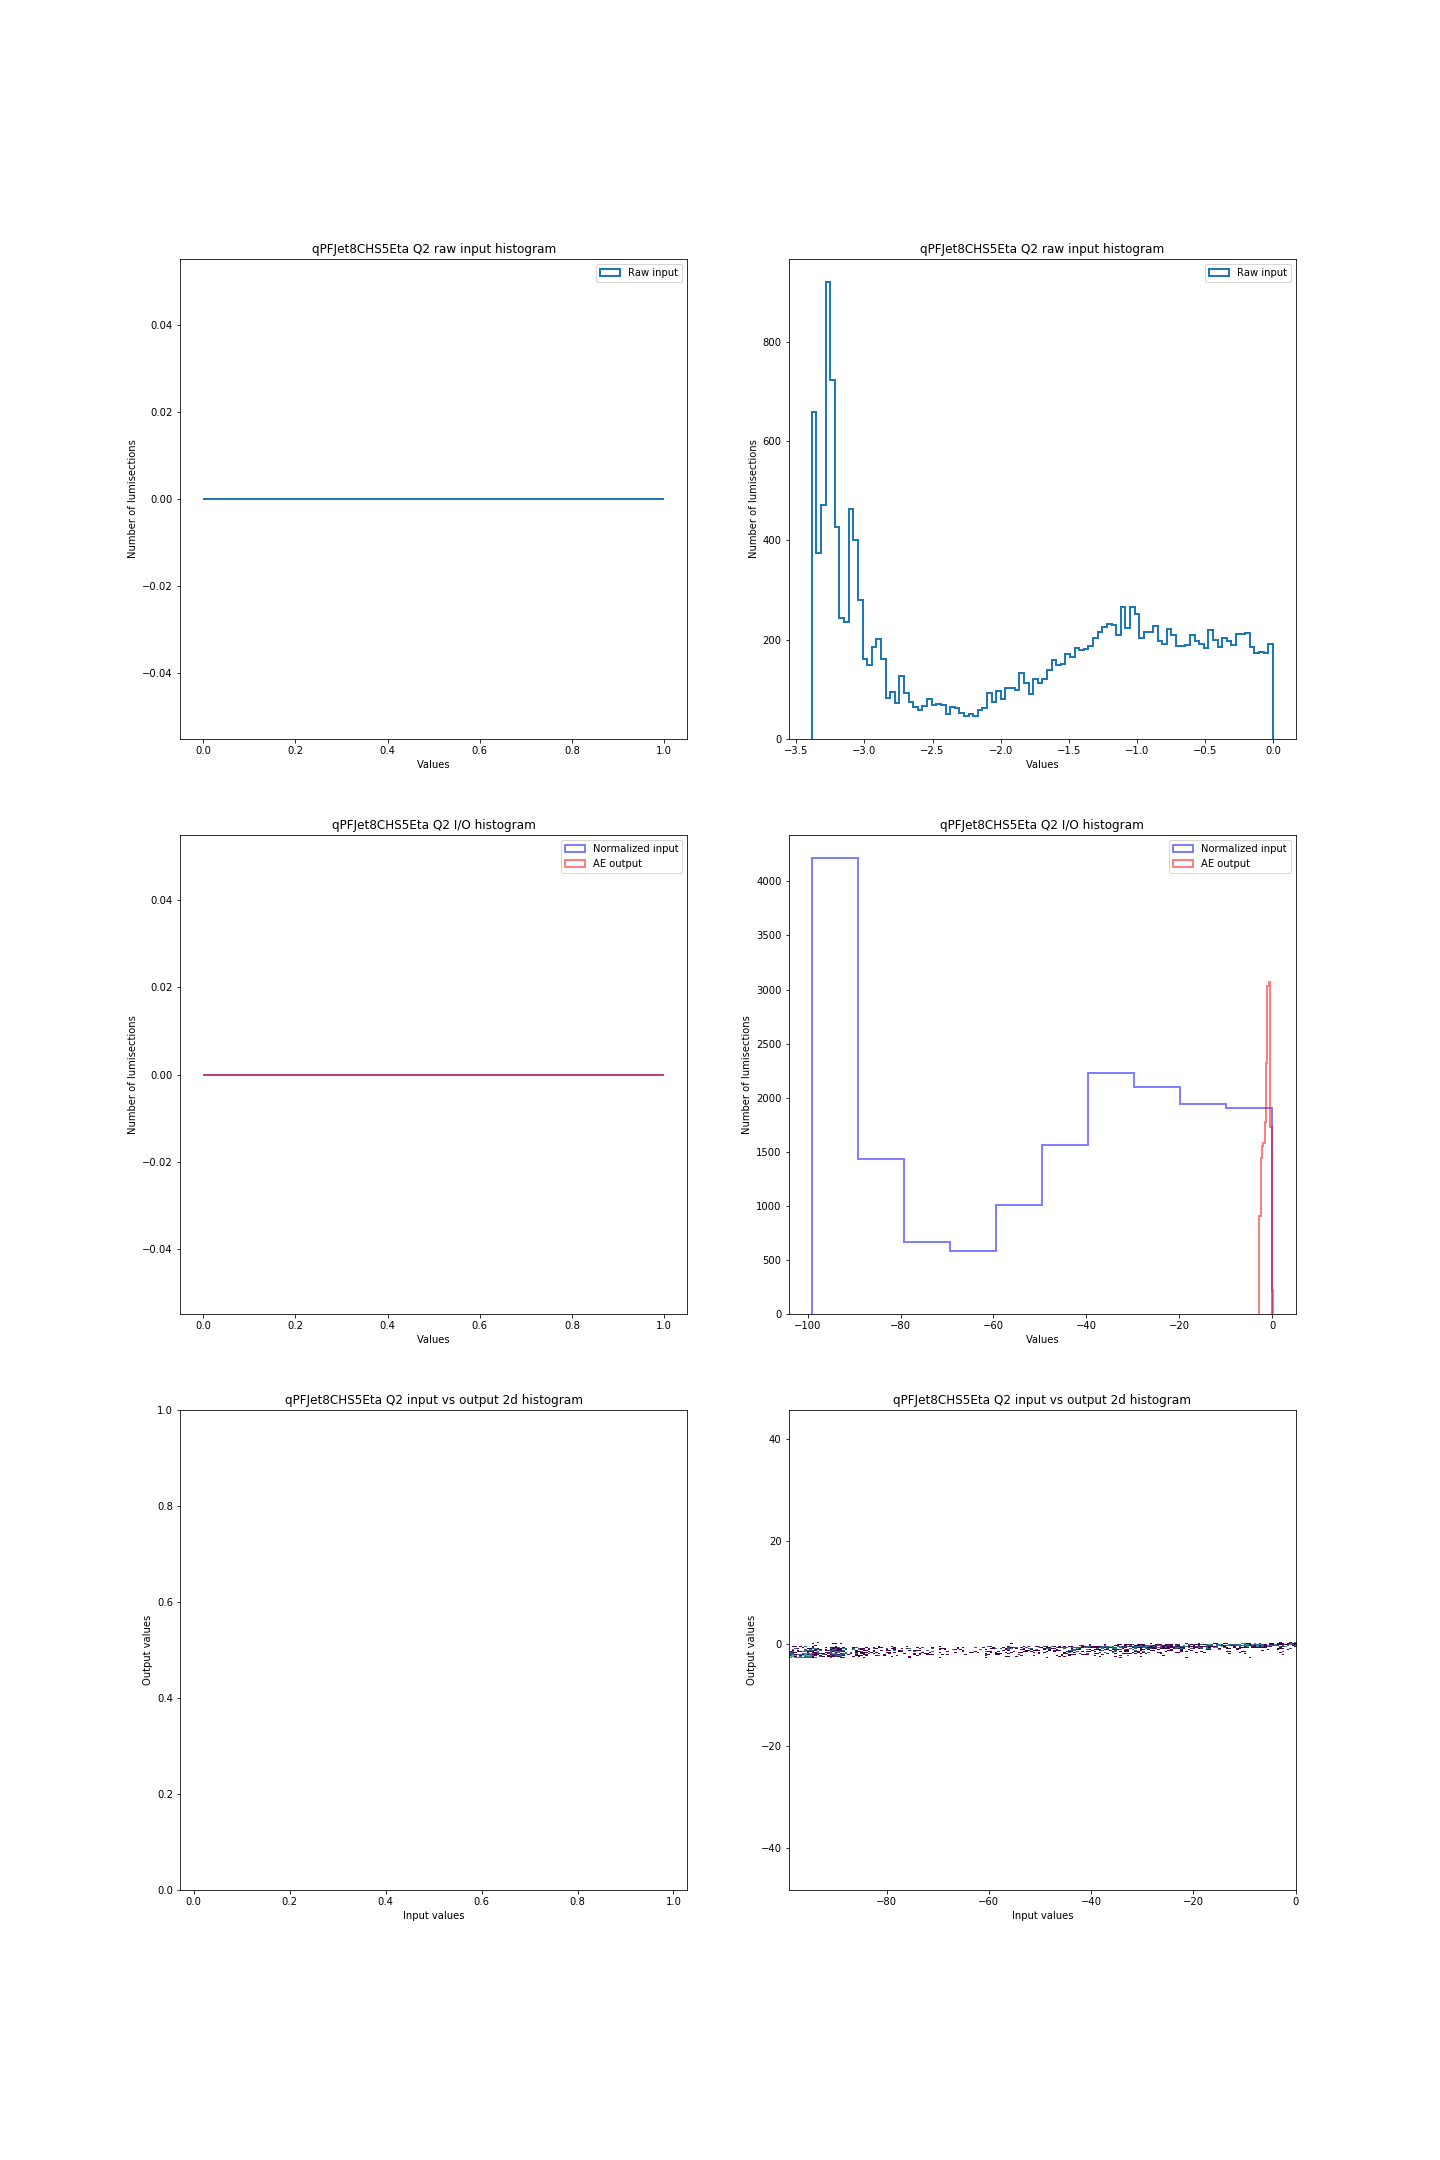 qPFJet8CHS5Eta Q2 raw input histogram
Raw input
0.04
0.02
0.00
−0.02
−0.04
Number of lumisections
0.0 0.2 0.4 0.6 0.8 1.0
Values
qPFJet8CHS5Eta Q2 raw input histogram
Raw input
800
600
400
200
0
Number of lumisections
−3.5 −3.0 −2.5 −2.0 −1.5 −1.0 −0.5 0.0
Values
qPFJet8CHS5Eta Q2 I/O histogram
Normalized input
AE output
0.04
0.02
0.00
−0.02
−0.04
Number of lumisections
0.0 0.2 0.4 0.6 0.8 1.0
Values
qPFJet8CHS5Eta Q2 I/O histogram
Normalized input
AE output
4000
3500
3000
2500
2000
1500
1000
500
0
Number of lumisections
−100 −80 −60 −40 −20 0
Values
qPFJet8CHS5Eta Q2 input vs output 2d histogram
1.0
0.8
0.6
0.4
0.2
0.0
Output values
0.0 0.2 0.4 0.6 0.8 1.0
Input values
qPFJet8CHS5Eta Q2 input vs output 2d histogram
40
20
0
−20
−40
Output values
−80 −60 −40 −20 0
Input values